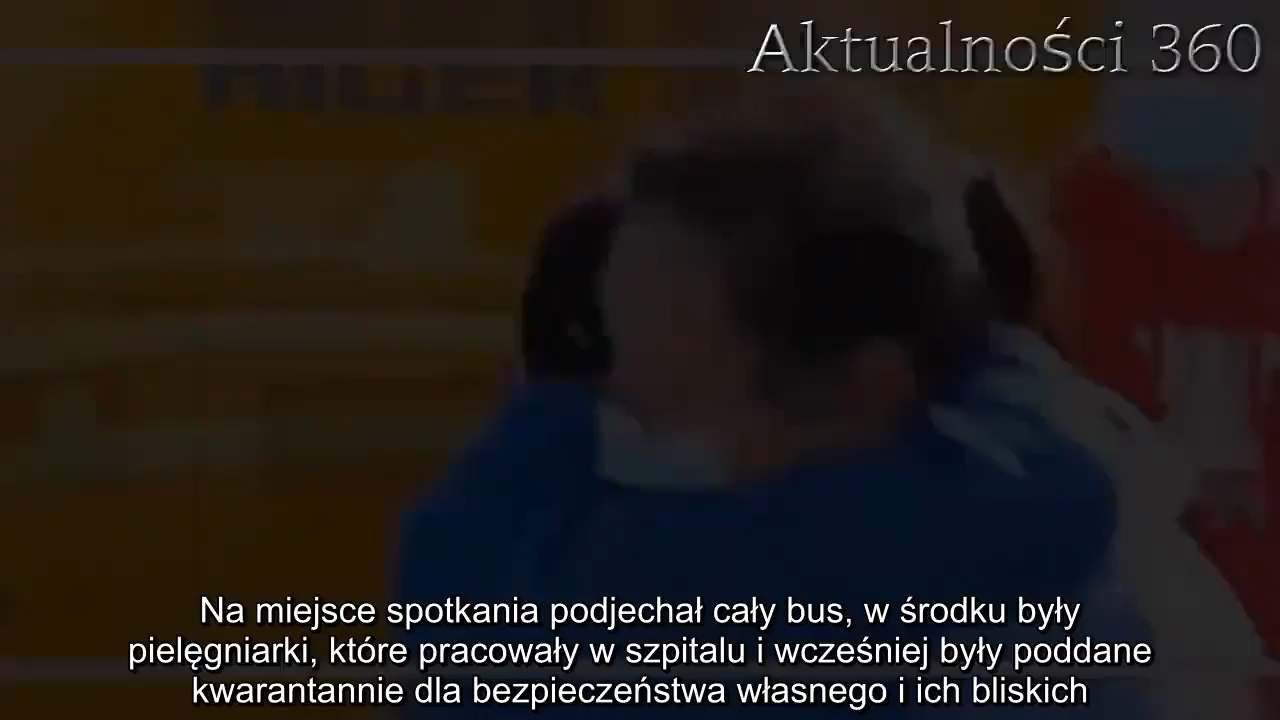 Aktualności 360
Na miejsce spotkania podjechał cały bus, w środku były
pielęgniarki, które pracowały w szpitalu i wcześniej były poddane
kwarantannie dla bezpieczeństwa własnego i ich bliskich